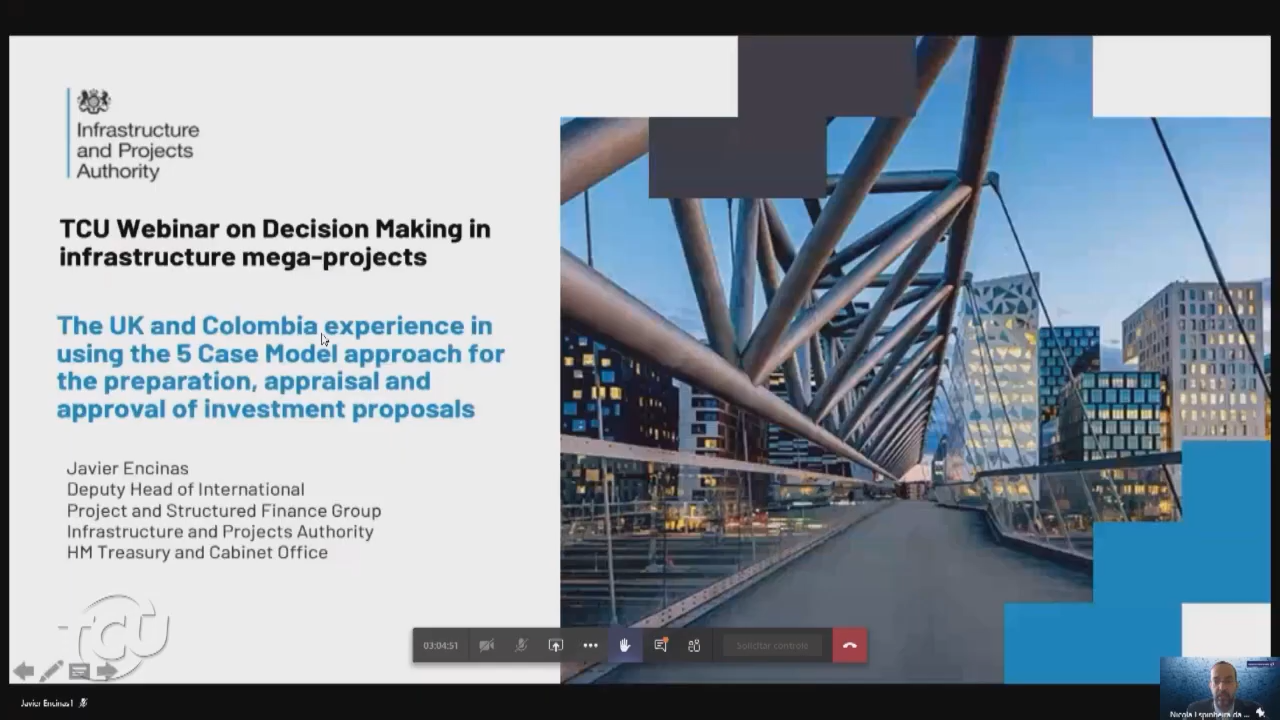 Infrastructure
and Projects
Authority
TCU Webinar on Decision Making in
infrastructure mega-projects
The UK and Colombia experience in
using the 5 Case Model approach for
the preparation, appraisal and
approval of investment proposals
Javier Encinas
Deputy Head of International
Project and Structured Finance Group
Infrastructure and Projects Authority
HM Treasury and Cabinet Office
TCU
03:04:51
Solicitar controle
Javier Encinas
Nicola Espinheira da ...